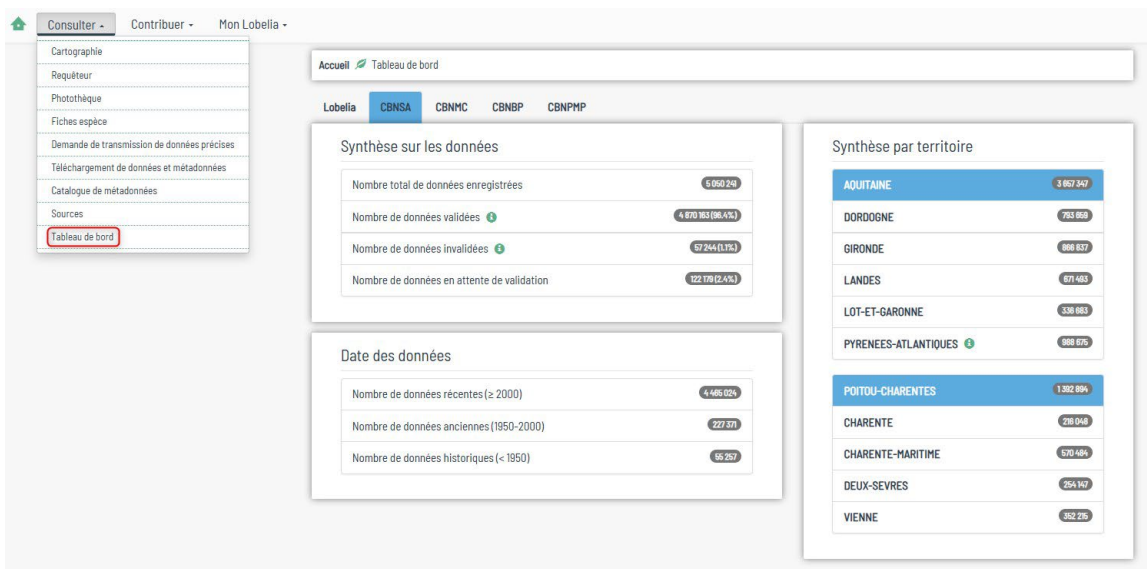 Consulter Contribuer Mon Lobelia
Cartographie
Requêteur
Photothèque
Fiches espèce
Demande de transmission de données précises
Téléchargement de données et métadonnées
Catalogue de métadonnées
Sources
Tableau de bord
Accueil Tableau de bord
Lobelia CBNSA CBNMC CBNBP CBNPMP
Synthèse sur les données
Nombre total de données enregistrées 5 050 241
Nombre de données validées 4 870 163 (96.4%)
Nombre de données invalidées 57 244 (1.1%)
Nombre de données en attente de validation 122 179 (2.4%)
Date des données
Nombre de données récentes (≥ 2000) 4 465 024
Nombre de données anciennes (1950-2000) 227 371
Nombre de données historiques (< 1950) 55 257
Synthèse par territoire
AQUITAINE 3 657 347
DORDOGNE 793 659
GIRONDE 866 837
LANDES 671 493
LOT-ET-GARONNE 336 683
PYRENEES-ATLANTIQUES 988 675
POITOU-CHARENTES 1 392 894
CHARENTE 216 048
CHARENTE-MARITIME 570 484
DEUX-SEVRES 254 147
VIENNE 352 215